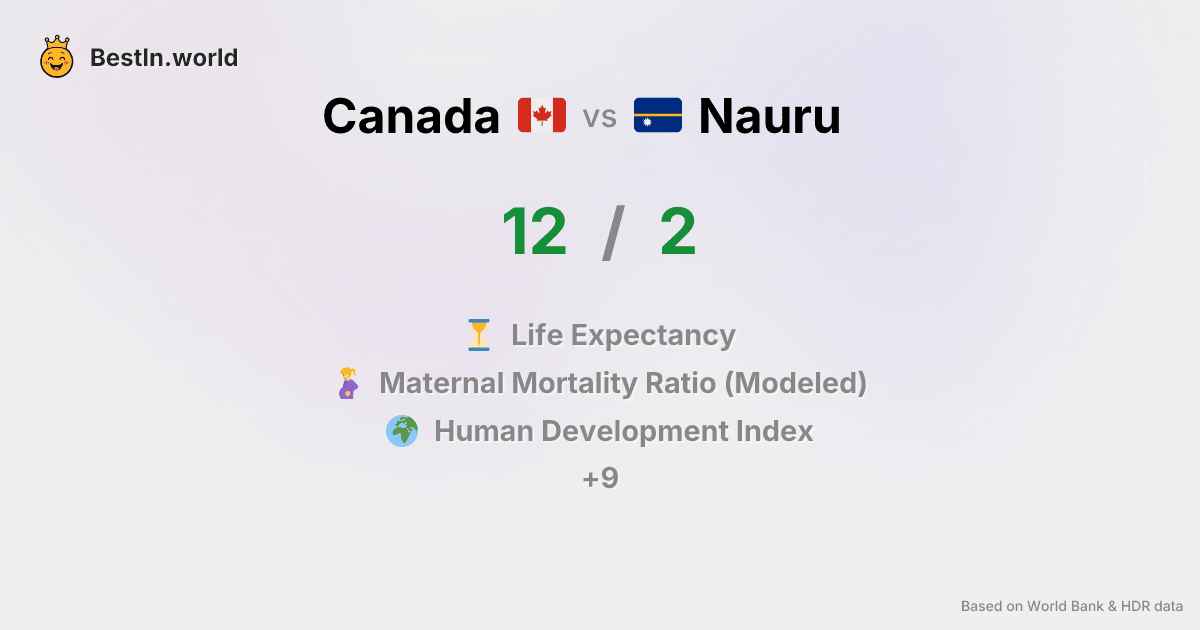 BestIn.world
Canada vs Nauru
12 / 2
Life Expectancy
Maternal Mortality Ratio (Modeled)
Human Development Index
+9
Based on World Bank & HDR data